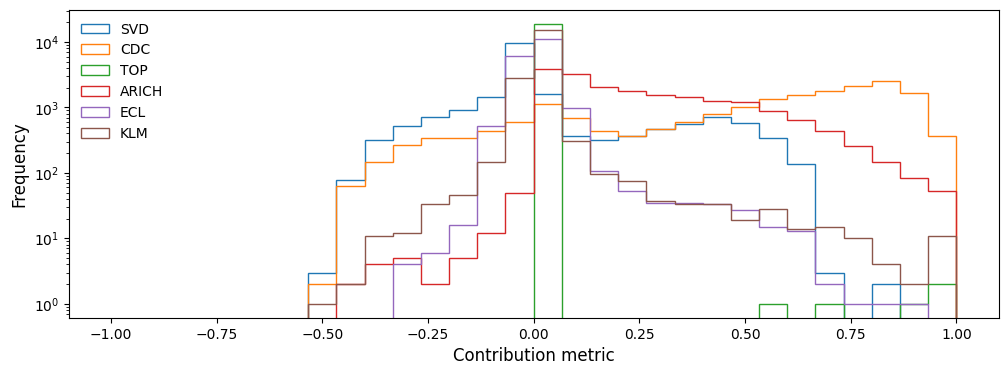 SVD
CDC
TOP
ARICH
ECL
KLM
Frequency
10⁴
10³
10²
10¹
10⁰
−1.00 −0.75 −0.50 −0.25 0.00 0.25 0.50 0.75 1.00
Contribution metric